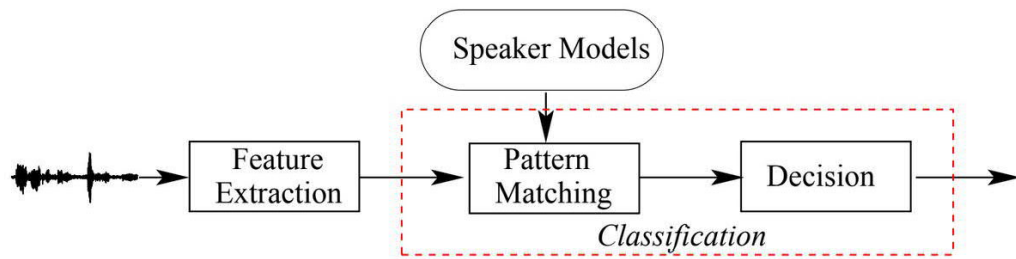 Speaker Models
Feature
Extraction
Pattern
Matching
Decision
Classification